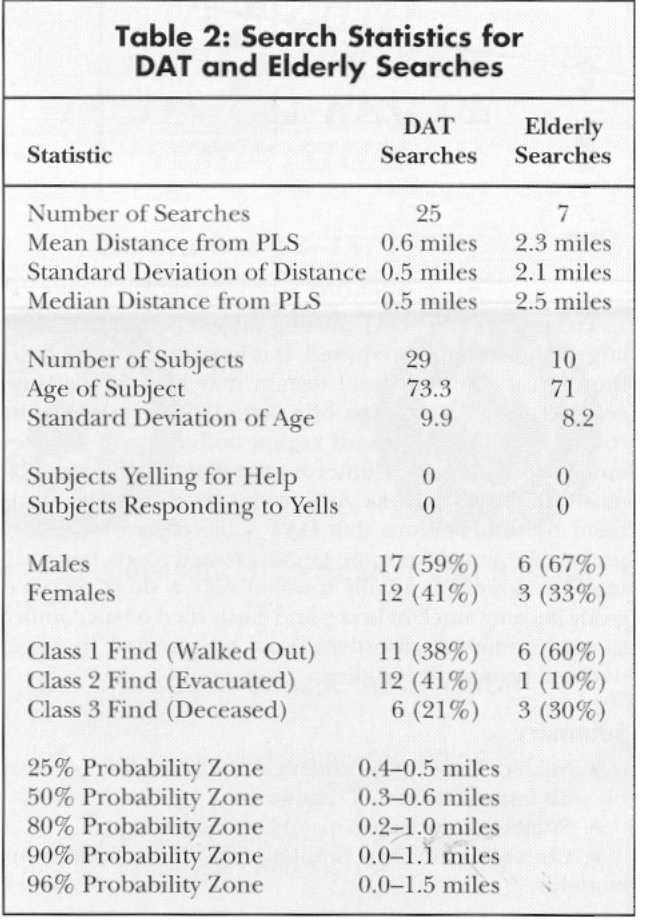 Table 2: Search Statistics for
DAT and Elderly Searches
DAT Elderly
Statistic Searches Searches
Number of Searches 25 7
Mean Distance from PLS 0.6 miles 2.3 miles
Standard Deviation of Distance 0.5 miles 2.1 miles
Median Distance from PLS 0.5 miles 2.5 miles
Number of Subjects 29 10
Age of Subject 73.3 71
Standard Deviation of Age 9.9 8.2
Subjects Yelling for Help 0 0
Subjects Responding to Yells 0 0
Males 17 (59%) 6 (67%)
Females 12 (41%) 3 (33%)
Class 1 Find (Walked Out) 11 (38%) 6 (60%)
Class 2 Find (Evacuated) 12 (41%) 1 (10%)
Class 3 Find (Deceased) 6 (21%) 3 (30%)
25% Probability Zone 0.4–0.5 miles
50% Probability Zone 0.3–0.6 miles
80% Probability Zone 0.2–1.0 miles
90% Probability Zone 0.0–1.1 miles
96% Probability Zone 0.0–1.5 miles